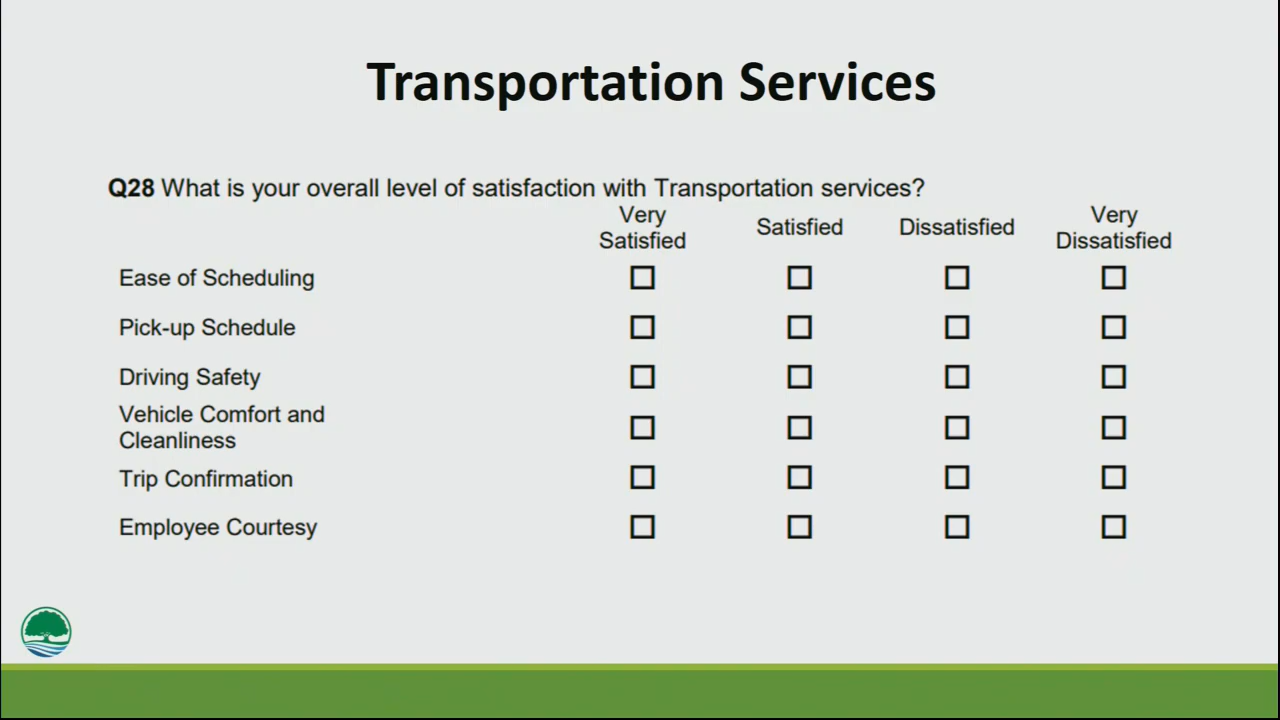 Transportation Services
Q28 What is your overall level of satisfaction with Transportation services?
Very Satisfied Satisfied Dissatisfied Very Dissatisfied
Ease of Scheduling
Pick-up Schedule
Driving Safety
Vehicle Comfort and
Cleanliness
Trip Confirmation
Employee Courtesy